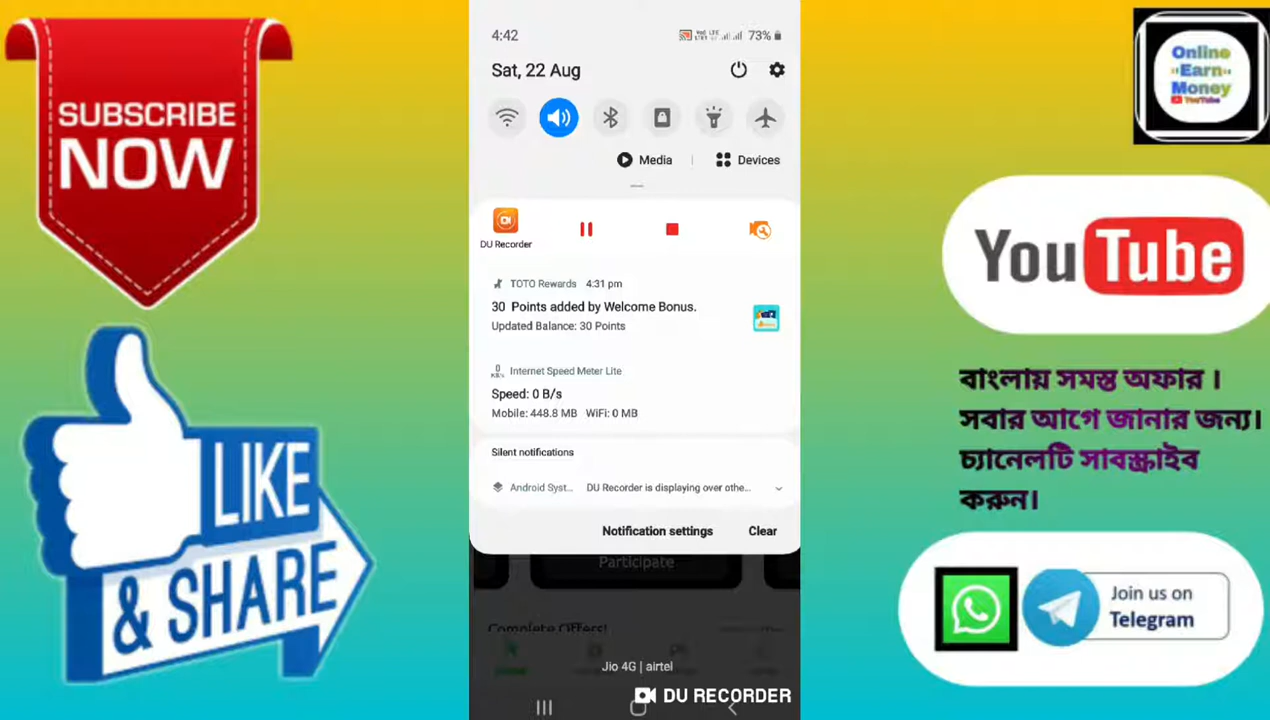 SUBSCRIBE
NOW
LIKE
& SHARE
4:42
73%
Sat, 22 Aug
Media
Devices
DU Recorder
TOTO Rewards 4:31 pm
30 Points added by Welcome Bonus.
Updated Balance: 30 Points
0
KB/s
Internet Speed Meter Lite
Speed: 0 B/s
Mobile: 448.8 MB WiFi: 0 MB
Silent notifications
Android Syst... DU Recorder is displaying over othe...
Notification settings
Clear
Participate
Complete Offers!
Jio 4G | airtel
DU RECORDER
Online
Earn
Money
YouTube
YouTube
বাংলায় সমস্ত অফার ।
সবার আগে জানার জন্য।
চ্যানেলটি সাবস্ক্রাইব
করুন।
Join us on
Telegram